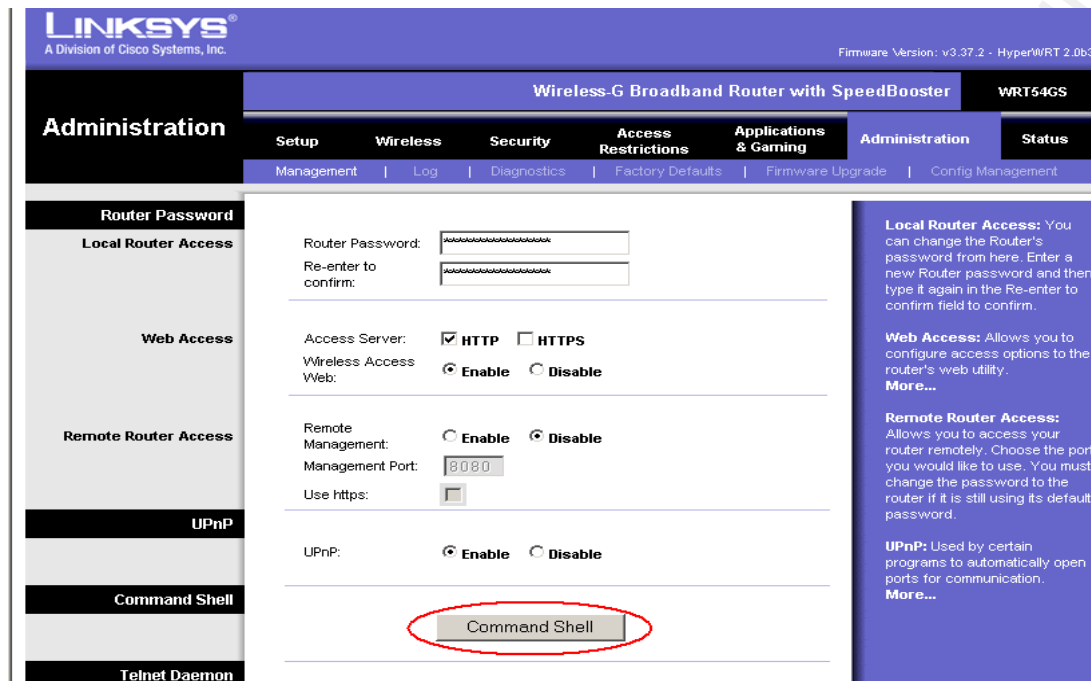 LINKSYS®
A Division of Cisco Systems, Inc.
Firmware Version: v3.37.2 - HyperWRT 2.0b3
Wireless-G Broadband Router with SpeedBooster
WRT54GS
Administration
Setup
Wireless
Security
Access Restrictions
Applications & Gaming
Administration
Status
Management | Log | Diagnostics | Factory Defaults | Firmware Upgrade | Config Management
Router Password
Local Router Access
Router Password: ******************
Re-enter to
confirm: ******************
Web Access
Access Server: HTTP HTTPS
Wireless Access
Web: Enable Disable
Remote Router Access
Remote
Management: Enable Disable
Management Port: 8080
Use https:
UPnP
UPnP: Enable Disable
Command Shell
Command Shell
Telnet Daemon
Local Router Access: You
can change the Router's
password from here. Enter a
new Router password and then
type it again in the Re-enter to
confirm field to confirm.
Web Access: Allows you to
configure access options to the
router's web utility.
More...
Remote Router Access:
Allows you to access your
router remotely. Choose the port
you would like to use. You must
change the password to the
router if it is still using its default
password.
UPnP: Used by certain
programs to automatically open
ports for communication.
More...